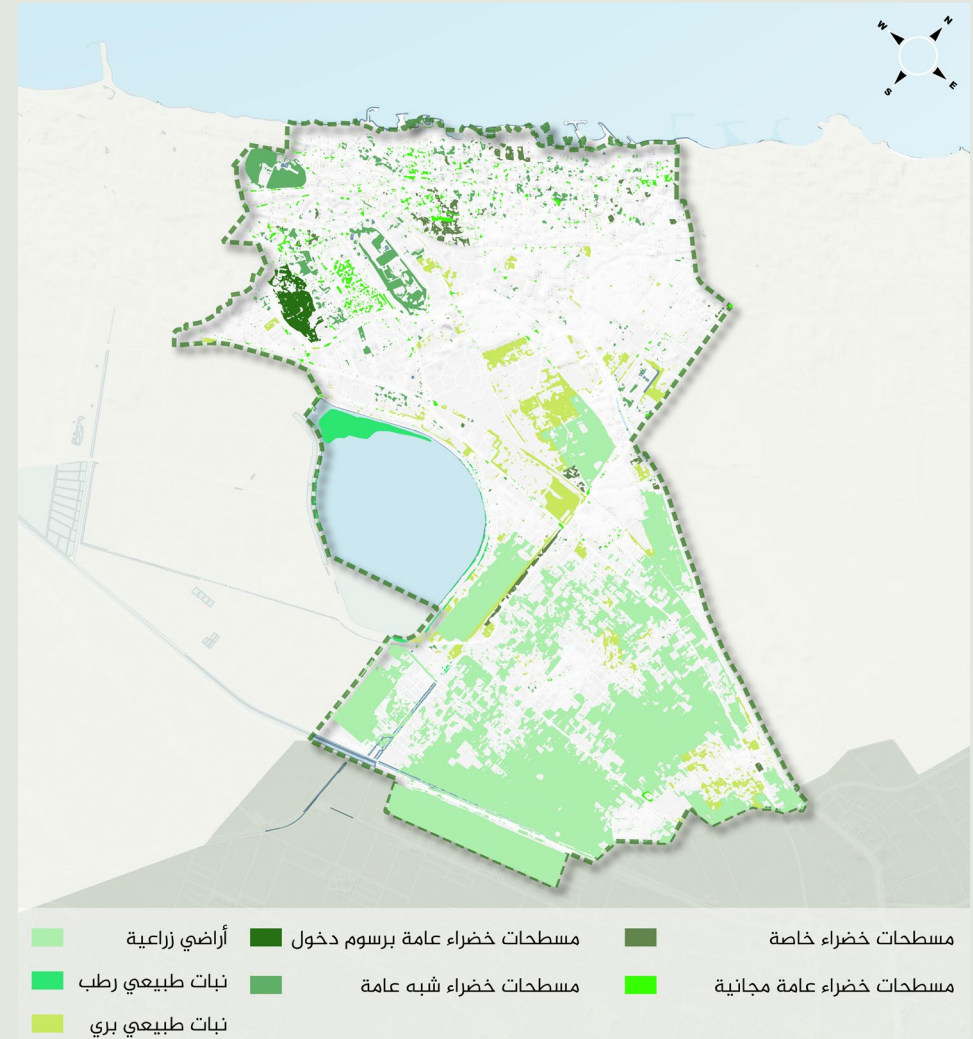 N
W
E
S
مسطحات خضراء خاصة
مسطحات خضراء عامة برسوم دخول
أراضي زراعية
مسطحات خضراء عامة مجانية
مسطحات خضراء شبه عامة
نبات طبيعي رطب
نبات طبيعي بري